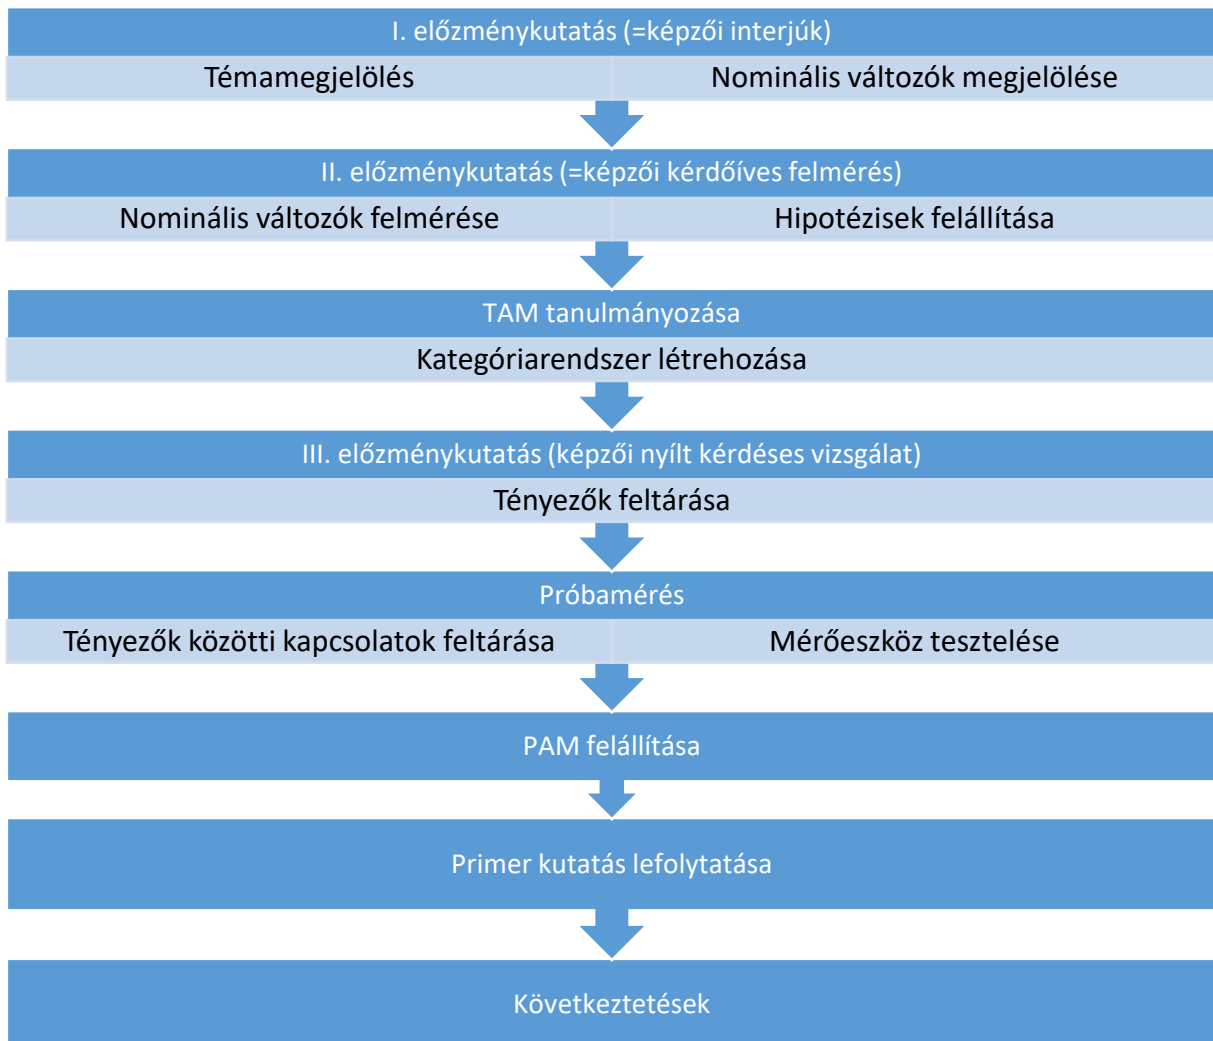 I. előzménykutatás (=képzői interjúk)
Témamegjelölés
Nominális változók megjelölése
II. előzménykutatás (=képzői kérdőíves felmérés)
Nominális változók felmérése
Hipotézisek felállítása
TAM tanulmányozása
Kategóriarendszer létrehozása
III. előzménykutatás (képzői nyílt kérdéses vizsgálat)
Tényezők feltárása
Próbamérés
Tényezők közötti kapcsolatok feltárása
Mérőeszköz tesztelése
PAM felállítása
Primer kutatás lefolytatása
Következtetések